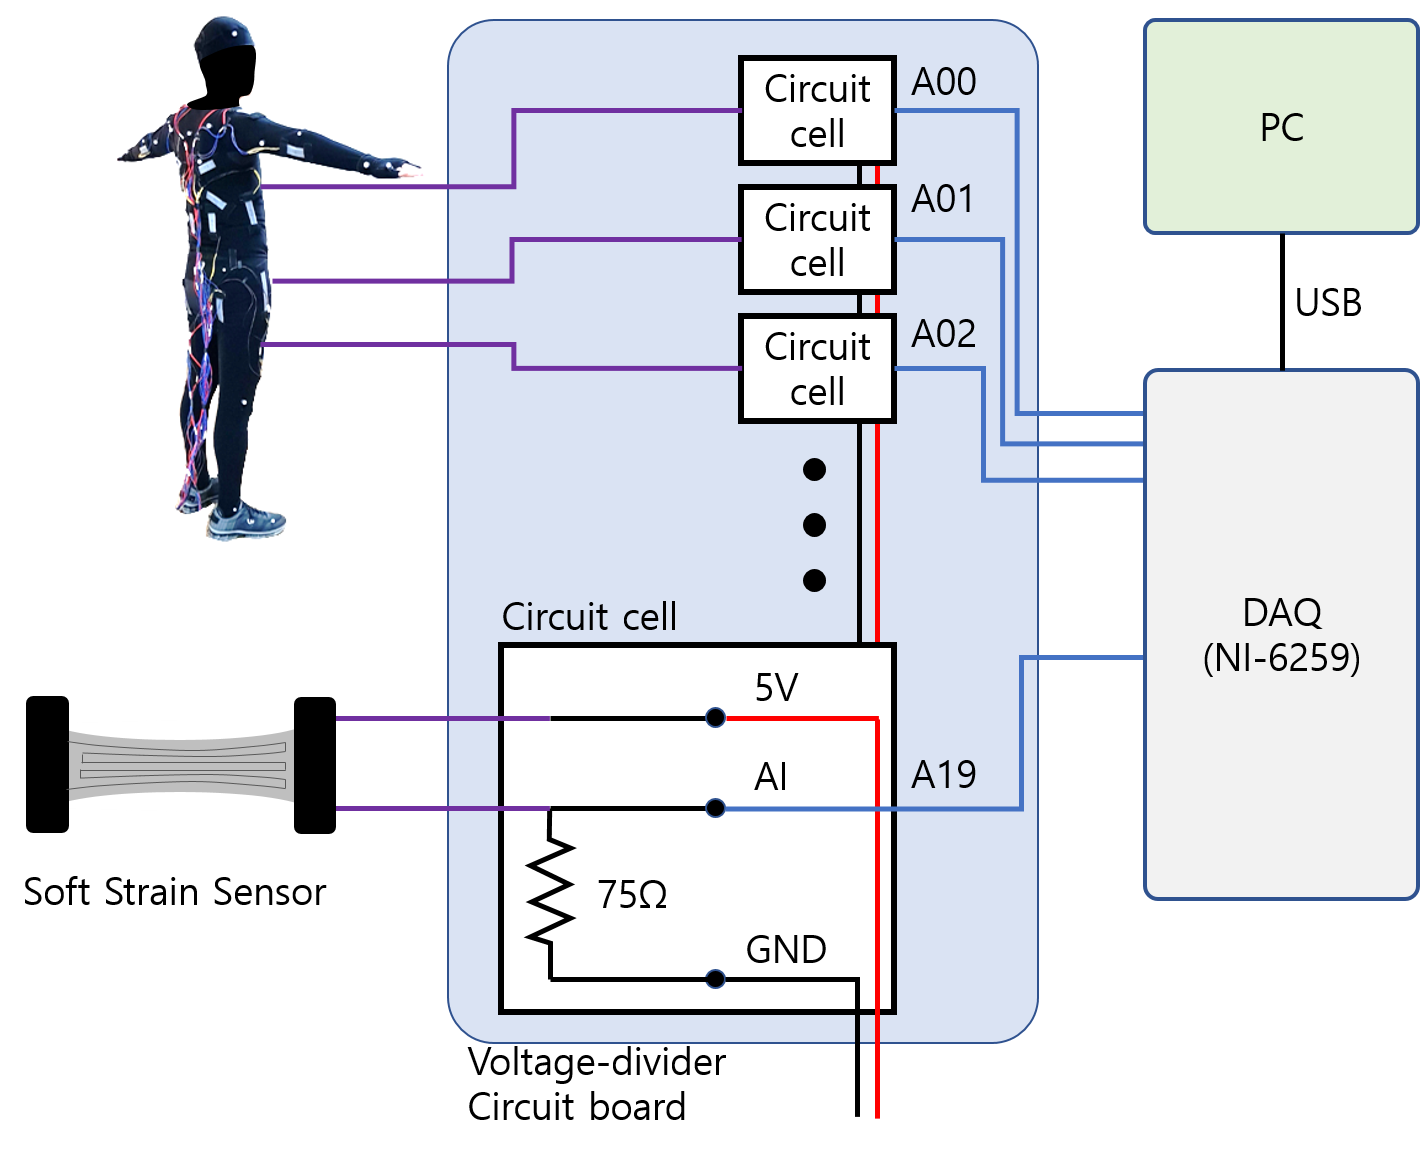 Circuit
cell
A00
Circuit
cell
A01
Circuit
cell
A02
PC
USB
DAQ
(NI-6259)
Circuit cell
5V
AI
A19
75Ω
GND
Soft Strain Sensor
Voltage-divider
Circuit board